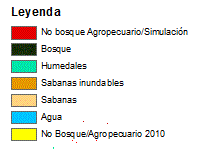 Leyenda
No bosque Agropecuario/Simulación
Bosque
Humedales
Sabanas inundables
Sabanas
Agua
No Bosque/Agropecuario 2010